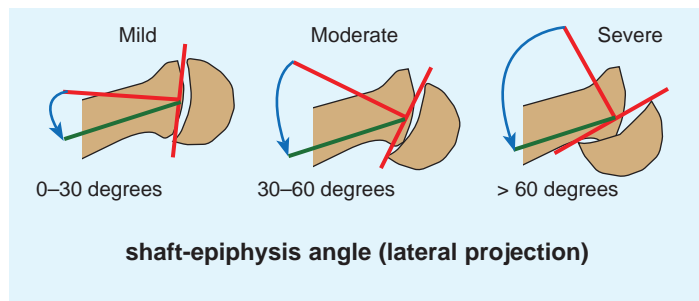 Mild
Moderate
Severe
0–30 degrees
30–60 degrees
> 60 degrees
shaft-epiphysis angle (lateral projection)